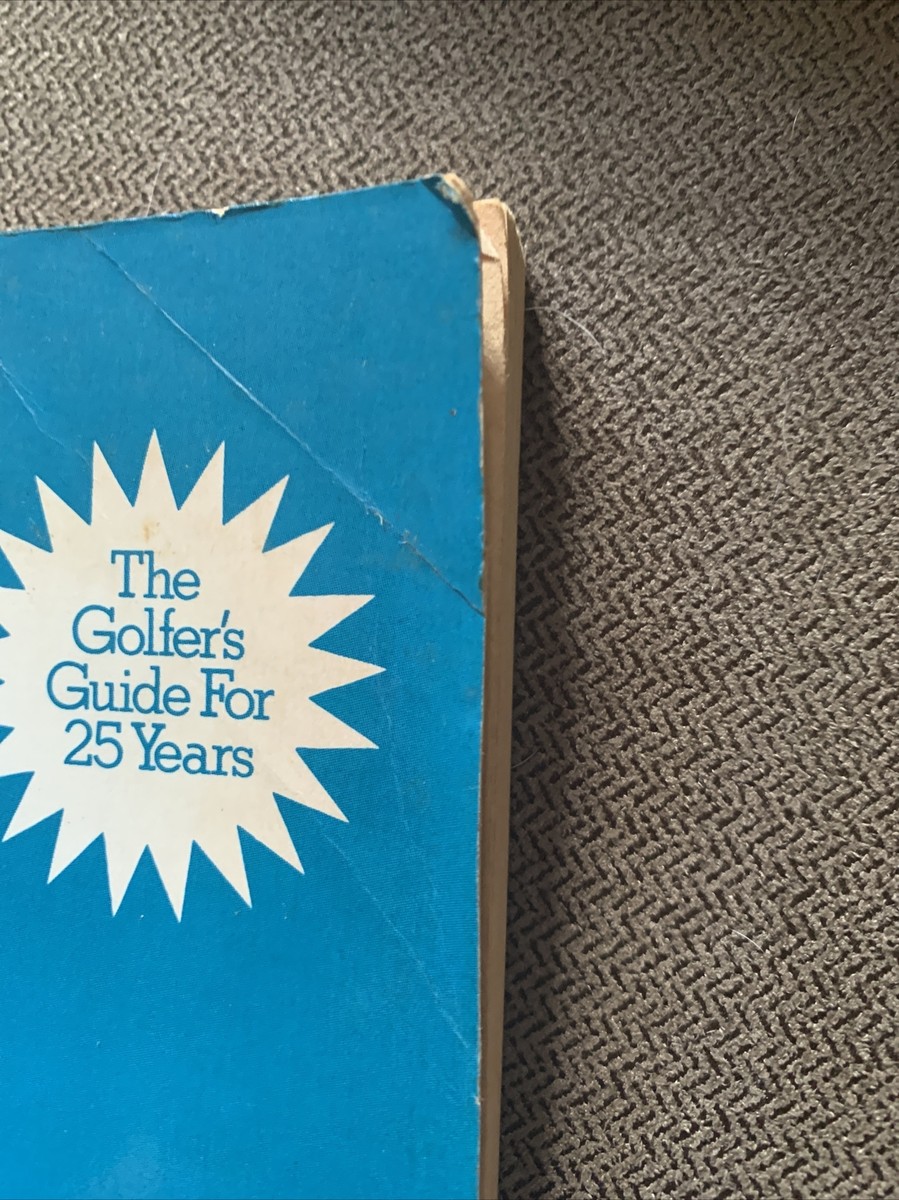 The
Golfer's
Guide For
25 Years